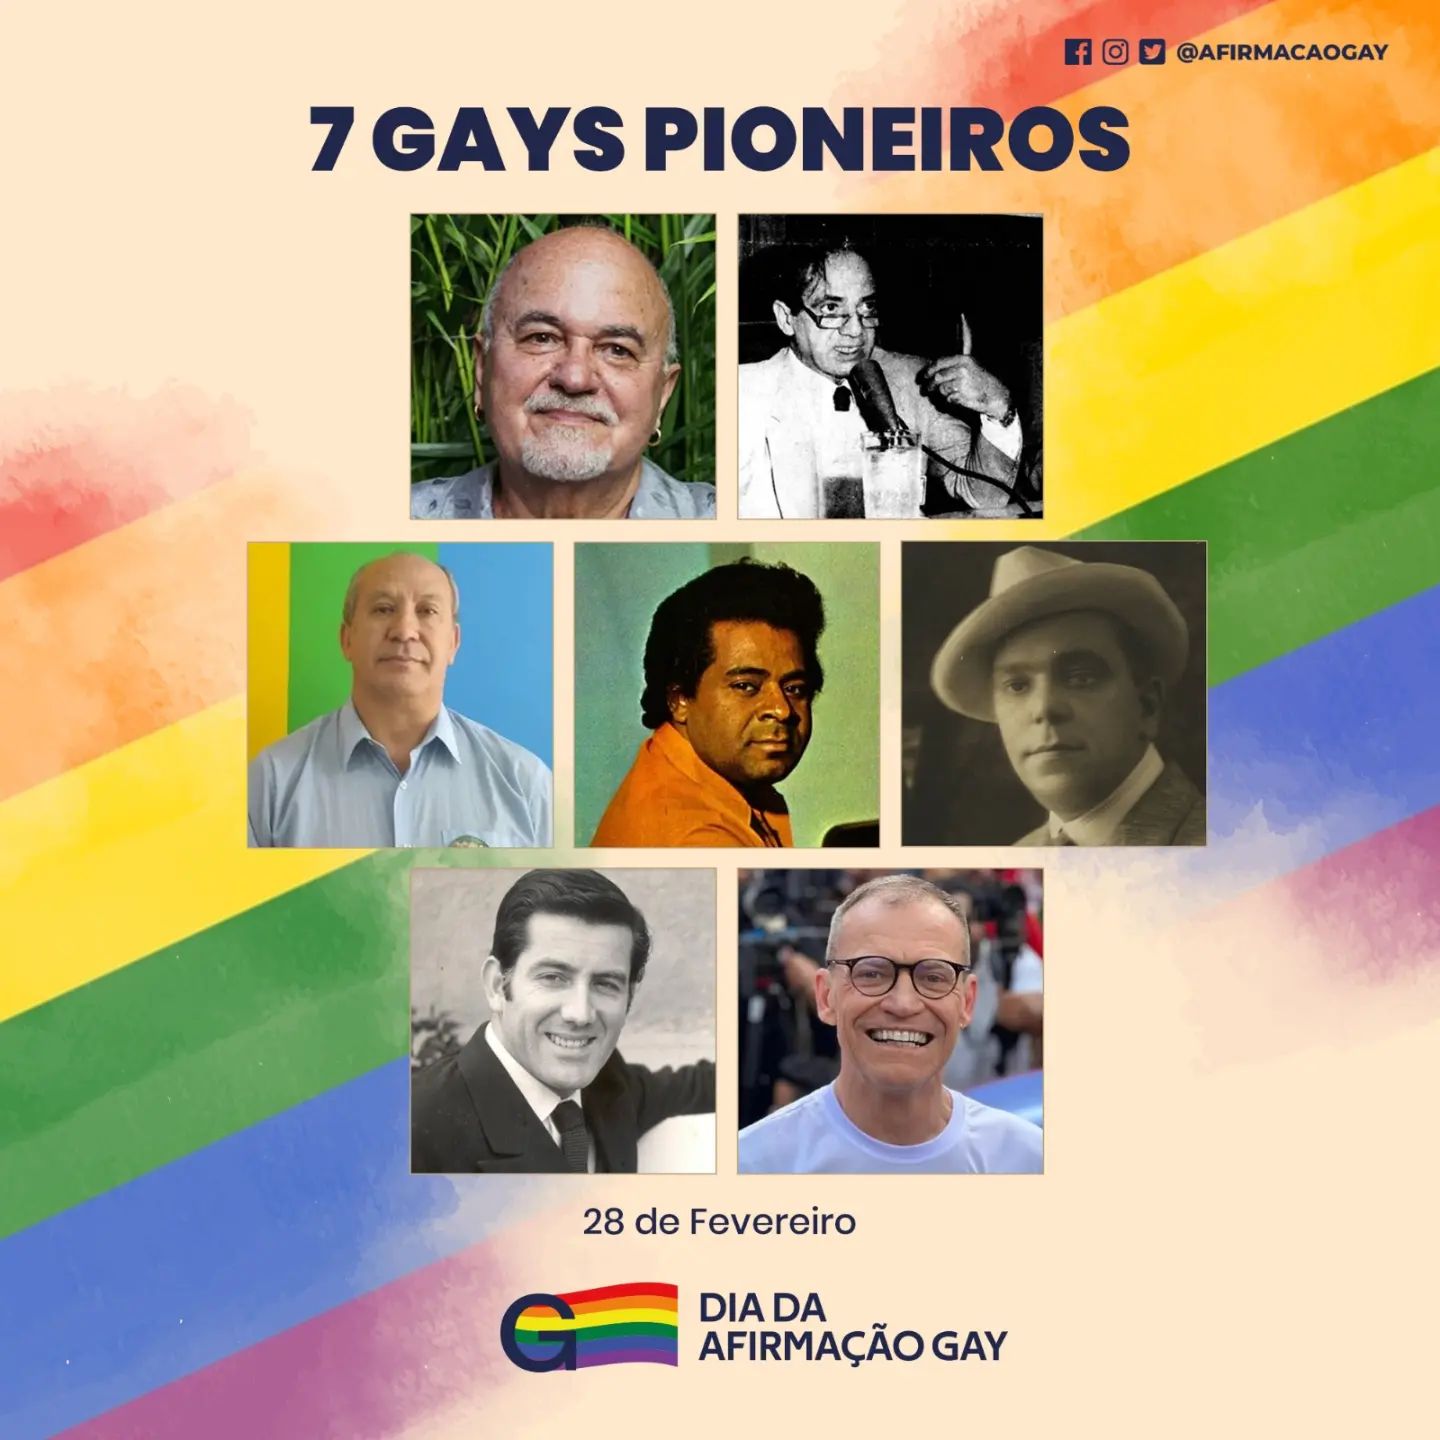 @AFIRMACAOGAY
7 GAYS PIONEIROS
28 de Fevereiro
G
DIA DA
AFIRMAÇÃO GAY